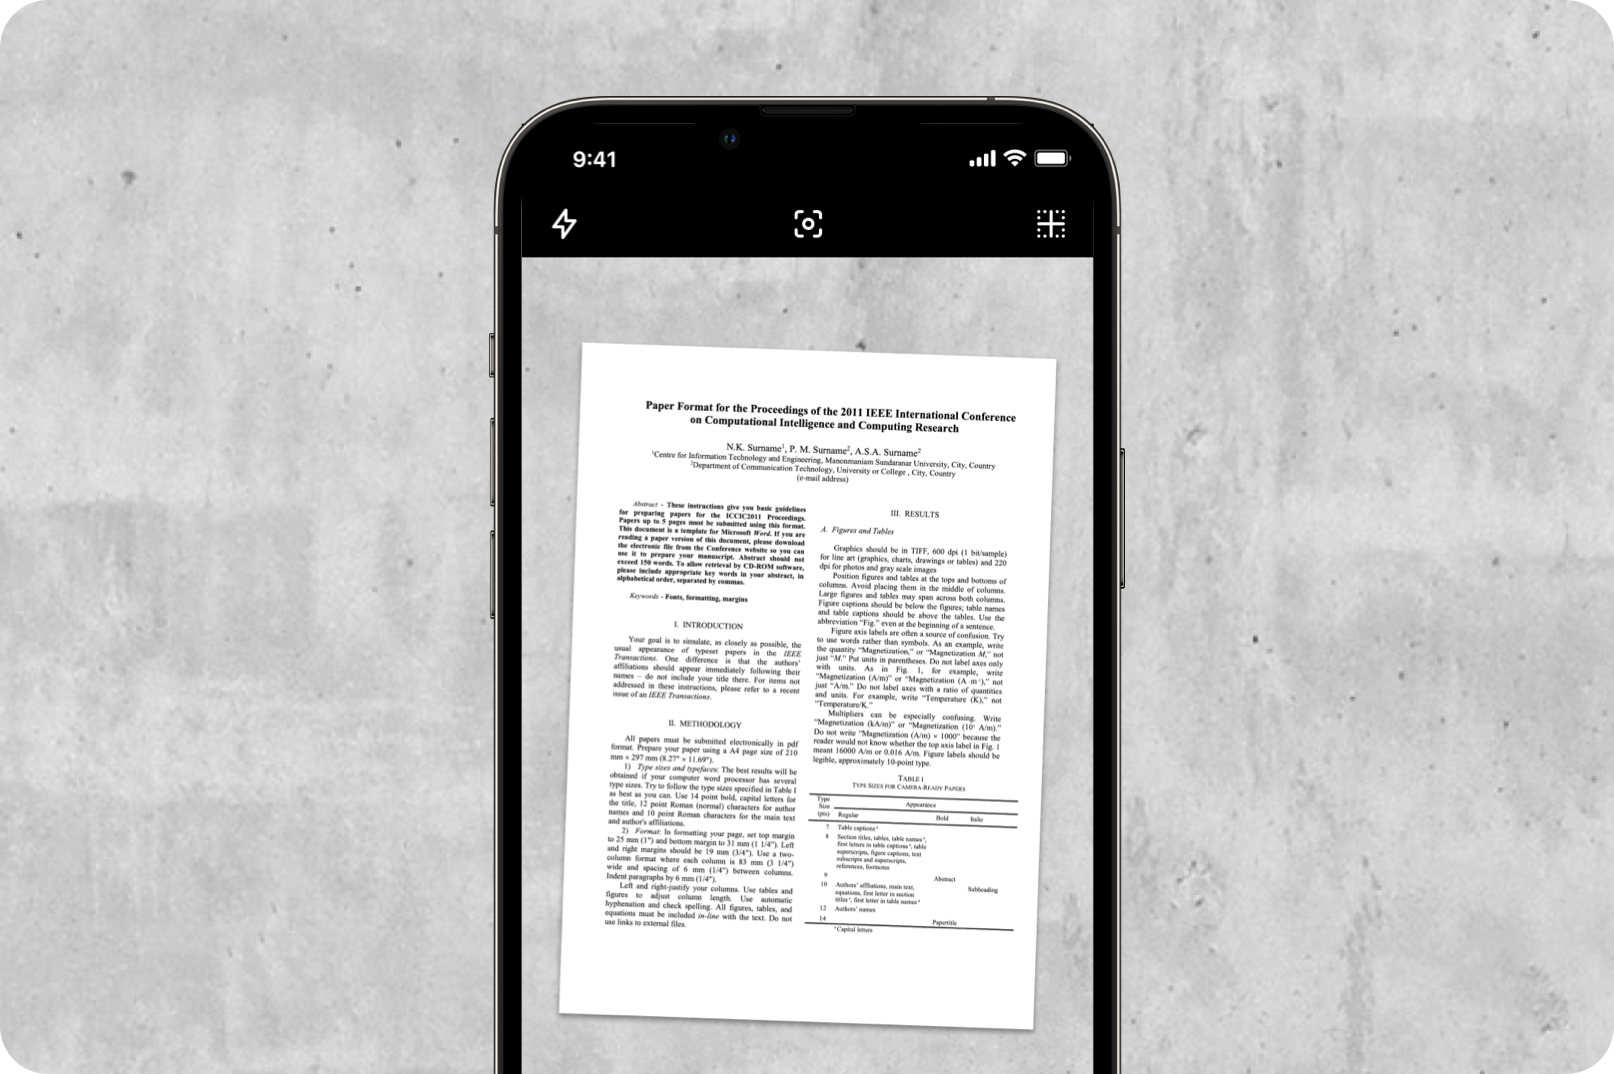 9:41
Paper Format for the Proceedings of the 2011 IEEE International Conference
on Computational Intelligence and Computing Research
N.K. Surname¹, P. M. Surname², A.S.A. Surname²
¹Centre for Information Technology and Engineering, Manonmaniam Sundaranar University, City, Country
²Department of Communication Technology, University or College , City, Country
(e-mail address)
Abstract - These instructions give you basic guidelines
for preparing papers for the ICCIC2011 Proceedings.
Papers up to 5 pages must be submitted using this format.
This document is a template for Microsoft Word. If you are
reading a paper version of this document, please download
the electronic file from the Conference website so you can
use it to prepare your manuscript. Abstract should not
exceed 150 words. To allow retrieval by CD-ROM software,
please include appropriate key words in your abstract, in
alphabetical order, separated by commas.
Keywords - Fonts, formatting, margins
I. INTRODUCTION
Your goal is to simulate, as closely as possible, the
usual appearance of typeset papers in the IEEE
Transactions. One difference is that the authors'
affiliations should appear immediately following their
names – do not include your title there. For items not
addressed in these instructions, please refer to a recent
issue of an IEEE Transactions.
II. METHODOLOGY
All papers must be submitted electronically in pdf
format. Prepare your paper using a A4 page size of 210
mm × 297 mm (8.27" × 11.69").
1) Type sizes and typefaces: The best results will be
obtained if your computer word processor has several
type sizes. Try to follow the type sizes specified in Table I
as best as you can. Use 14 point bold, capital letters for
the title, 12 point Roman (normal) characters for author
names and 10 point Roman characters for the main text
and author's affiliations.
2) Format: In formatting your page, set top margin
to 25 mm (1") and bottom margin to 31 mm (1 1/4"). Left
and right margins should be 19 mm (3/4"). Use a two-
column format where each column is 83 mm (3 1/4")
wide and spacing of 6 mm (1/4") between columns.
Indent paragraphs by 6 mm (1/4").
Left and right-justify your columns. Use tables and
figures to adjust column length. Use automatic
hyphenation and check spelling. All figures, tables, and
equations must be included in-line with the text. Do not
use links to external files.
III. RESULTS
A. Figures and Tables
Graphics should be in TIFF, 600 dpi (1 bit/sample)
for line art (graphics, charts, drawings or tables) and 220
dpi for photos and gray scale images
Position figures and tables at the tops and bottoms of
columns. Avoid placing them in the middle of columns.
Large figures and tables may span across both columns.
Figure captions should be below the figures; table names
and table captions should be above the tables. Use the
abbreviation "Fig." even at the beginning of a sentence.
Figure axis labels are often a source of confusion. Try
to use words rather than symbols. As an example, write
the quantity "Magnetization," or "Magnetization M," not
just "M." Put units in parentheses. Do not label axes only
with units. As in Fig. 1, for example, write
"Magnetization (A/m)" or "Magnetization (A·m⁻¹)," not
just "A/m." Do not label axes with a ratio of quantities
and units. For example, write "Temperature (K)," not
"Temperature/K."
Multipliers can be especially confusing. Write
"Magnetization (kA/m)" or "Magnetization (10³ A/m)."
Do not write "Magnetization (A/m) × 1000" because the
reader would not know whether the top axis label in Fig. 1
meant 16000 A/m or 0.016 A/m. Figure labels should be
legible, approximately 10-point type.
TABLE I
TYPE SIZES FOR CAMERA-READY PAPERS
Type Size (pts) Appearance
Regular Bold Italic
7 Table captions ᵃ
8 Section titles, tables, table names ᵃ,
first letters in table captions ᵃ, table
superscripts, figure captions, text
subscripts and superscripts,
references, footnotes
9 Abstract
10 Authors' affiliations, main text, Subheading
equations, first letter in section
titles ᵃ, first letter in table names ᵃ
12 Authors' names
14 Papertitle
ᵃ Capital letters